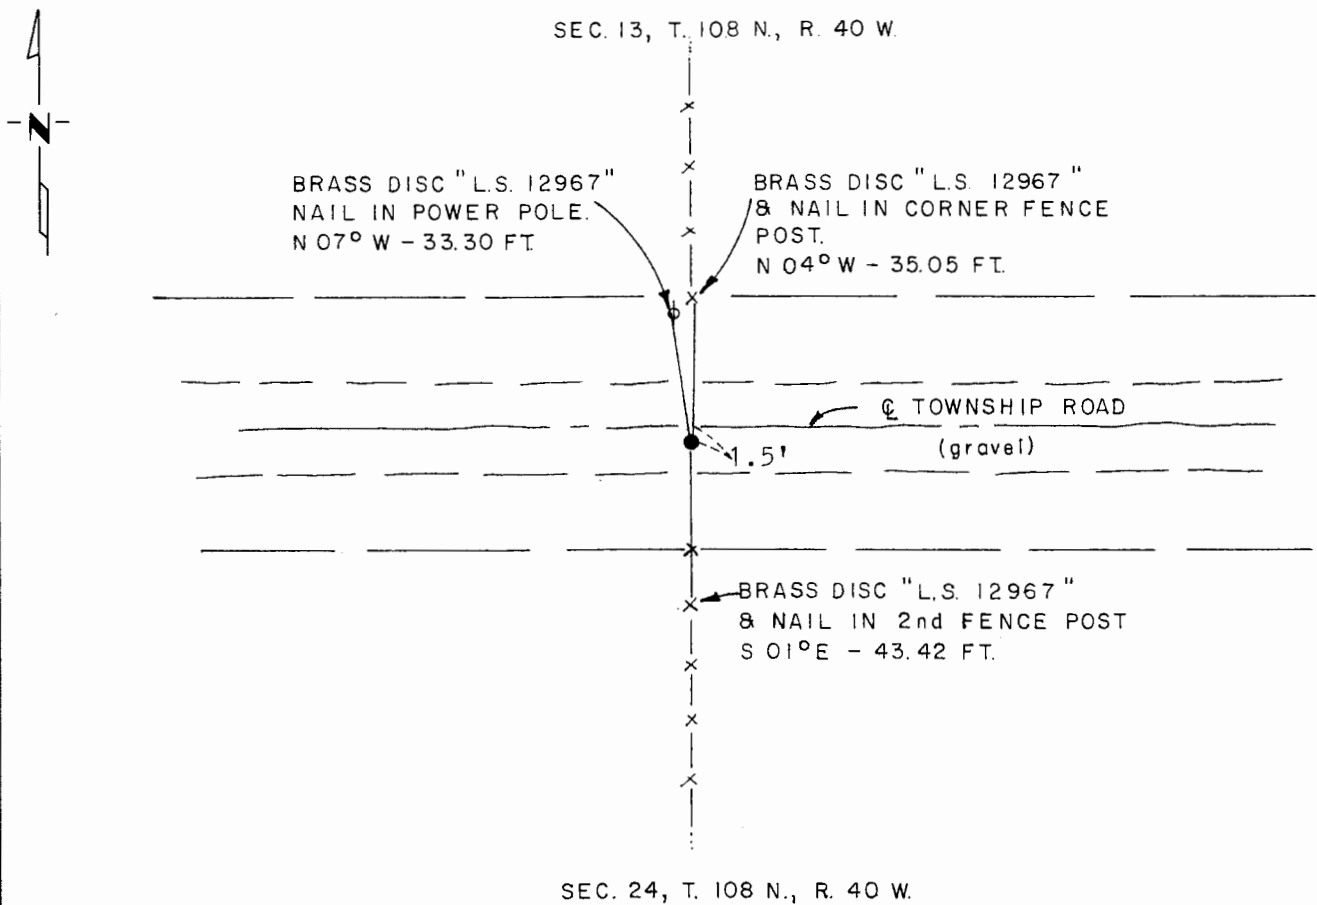 SEC. 13, T. 108 N., R. 40 W.
N
BRASS DISC "L.S. 12967"
NAIL IN POWER POLE.
N 07° W - 33.30 FT.
BRASS DISC "L.S. 12967"
& NAIL IN CORNER FENCE
POST.
N 04° W - 35.05 FT.
℄ TOWNSHIP ROAD
(gravel)
1.5'
BRASS DISC "L.S. 12967"
& NAIL IN 2nd FENCE POST
S 01° E - 43.42 FT.
SEC. 24, T. 108 N., R. 40 W.